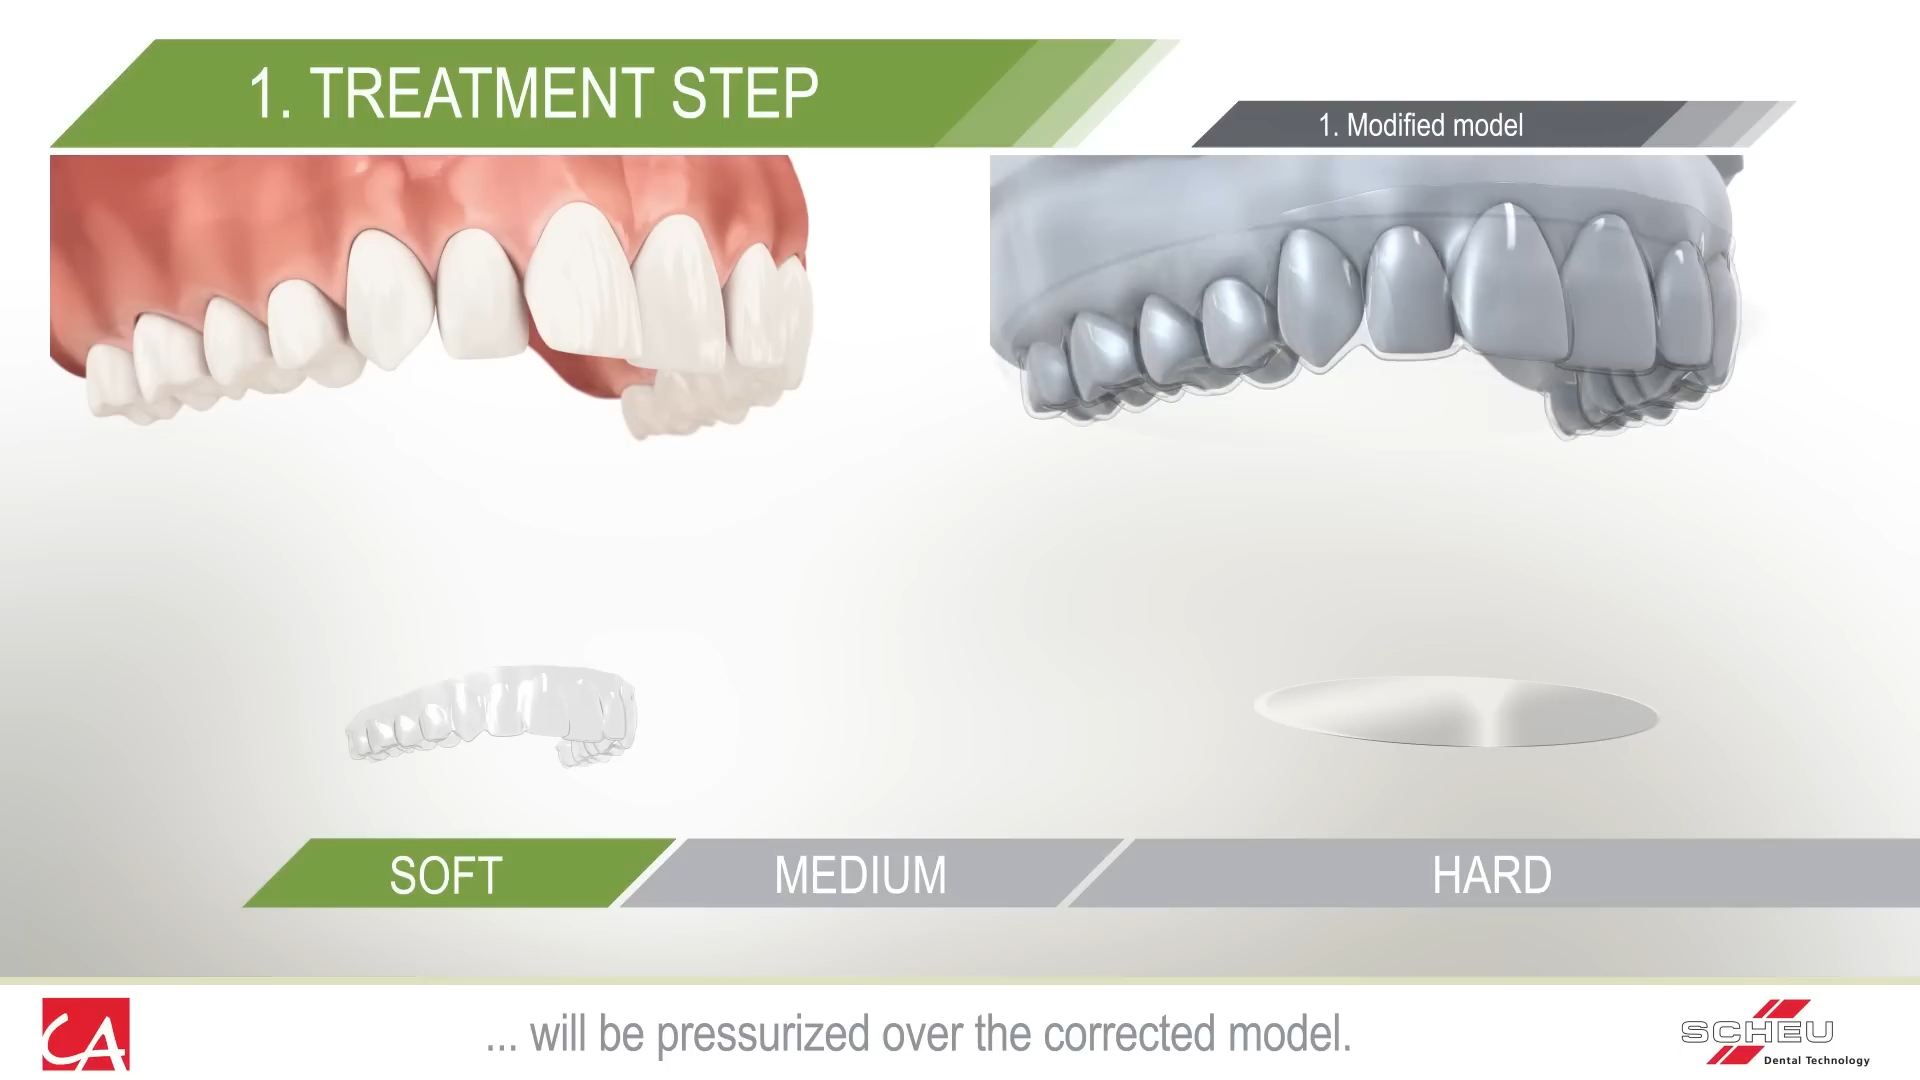 1. TREATMENT STEP
1. Modified model
SOFT
MEDIUM
HARD
CA
... will be pressurized over the corrected model.
SCHEU
Dental Technology